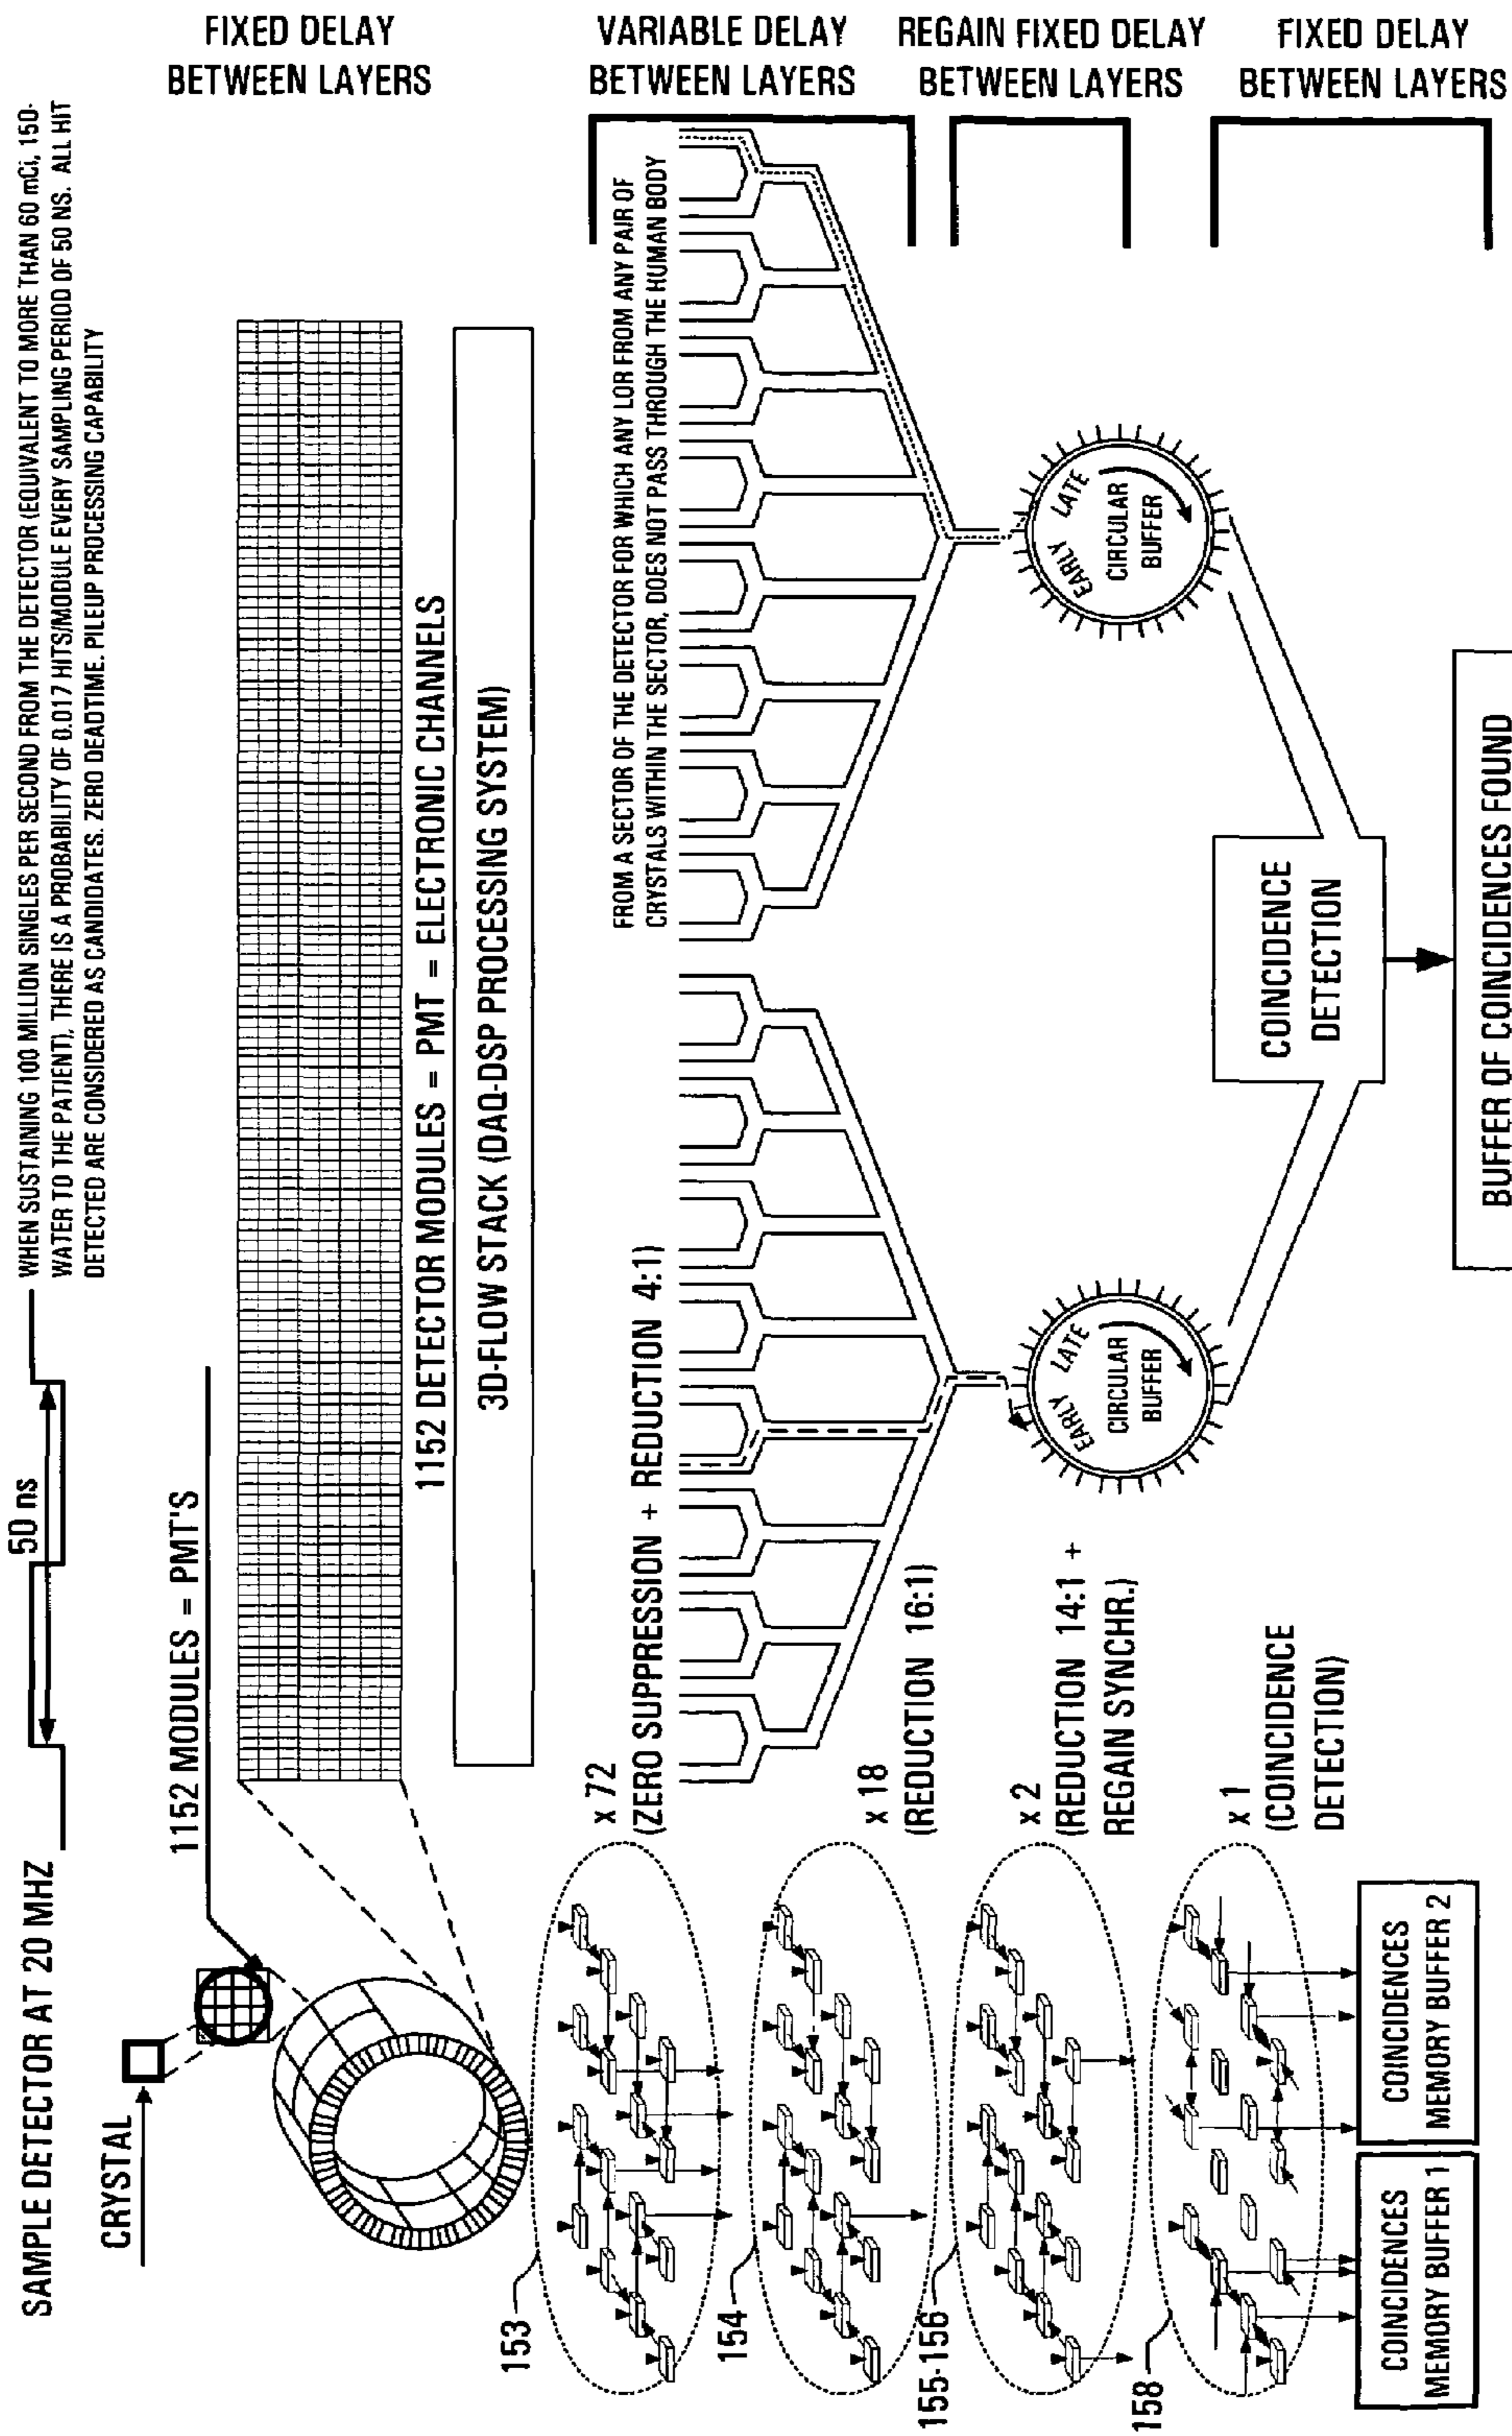 SAMPLE DETECTOR AT 20 MHZ
50 ns
WHEN SUSTAINING 100 MILLION SINGLES PER SECOND FROM THE DETECTOR (EQUIVALENT TO MORE THAN 60 mCi, 15O-
WATER TO THE PATIENT), THERE IS A PROBABILITY OF 0.017 HITS/MODULE EVERY SAMPLING PERIOD OF 50 NS. ALL HIT
DETECTED ARE CONSIDERED AS CANDIDATES. ZERO DEADTIME. PILEUP PROCESSING CAPABILITY
CRYSTAL
1152 MODULES = PMT'S
FIXED DELAY
BETWEEN LAYERS
1152 DETECTOR MODULES = PMT = ELECTRONIC CHANNELS
3D-FLOW STACK (DAQ-DSP PROCESSING SYSTEM)
153
x 72
(ZERO SUPPRESSION + REDUCTION 4:1)
FROM A SECTOR OF THE DETECTOR FOR WHICH ANY LOR FROM ANY PAIR OF
CRYSTALS WITHIN THE SECTOR, DOES NOT PASS THROUGH THE HUMAN BODY
VARIABLE DELAY
BETWEEN LAYERS
154
x 18
(REDUCTION 16:1)
155-156
x 2
(REDUCTION 14:1 +
REGAIN SYNCHR.)
EARLY LATE
CIRCULAR
BUFFER
EARLY LATE
CIRCULAR
BUFFER
REGAIN FIXED DELAY
BETWEEN LAYERS
158
x 1
(COINCIDENCE
DETECTION)
COINCIDENCE
DETECTION
FIXED DELAY
BETWEEN LAYERS
COINCIDENCES
MEMORY BUFFER 1
COINCIDENCES
MEMORY BUFFER 2
BUFFER OF COINCIDENCES FOUND